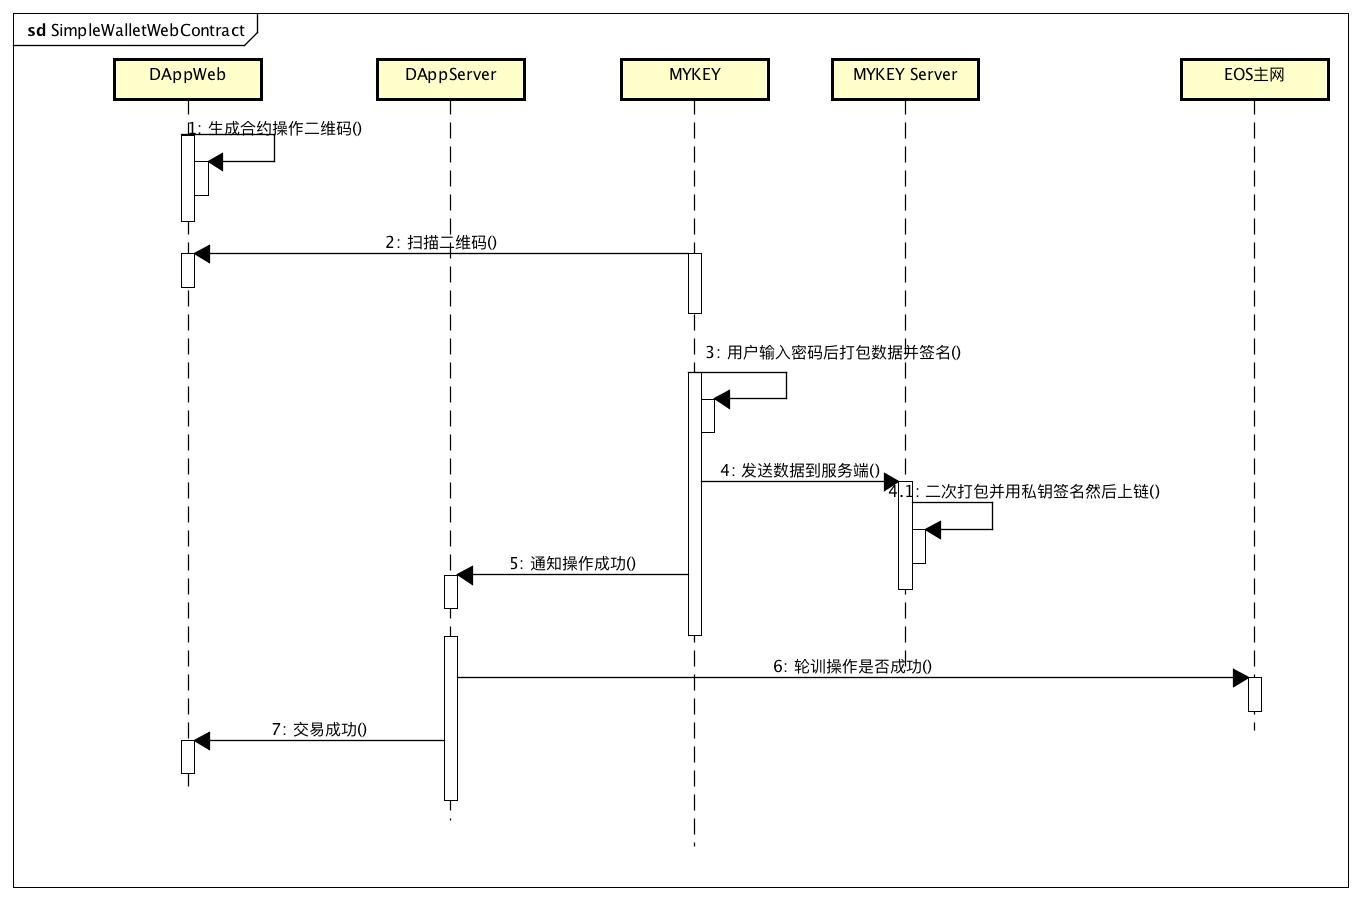 sd SimpleWalletWebContract
DAppWeb
DAppServer
MYKEY
MYKEY Server
EOS主网
1: 生成合约操作二维码()
2: 扫描二维码()
3: 用户输入密码后打包数据并签名()
4: 发送数据到服务端()
4.1: 二次打包并用私钥签名然后上链()
5: 通知操作成功()
6: 轮训操作是否成功()
7: 交易成功()